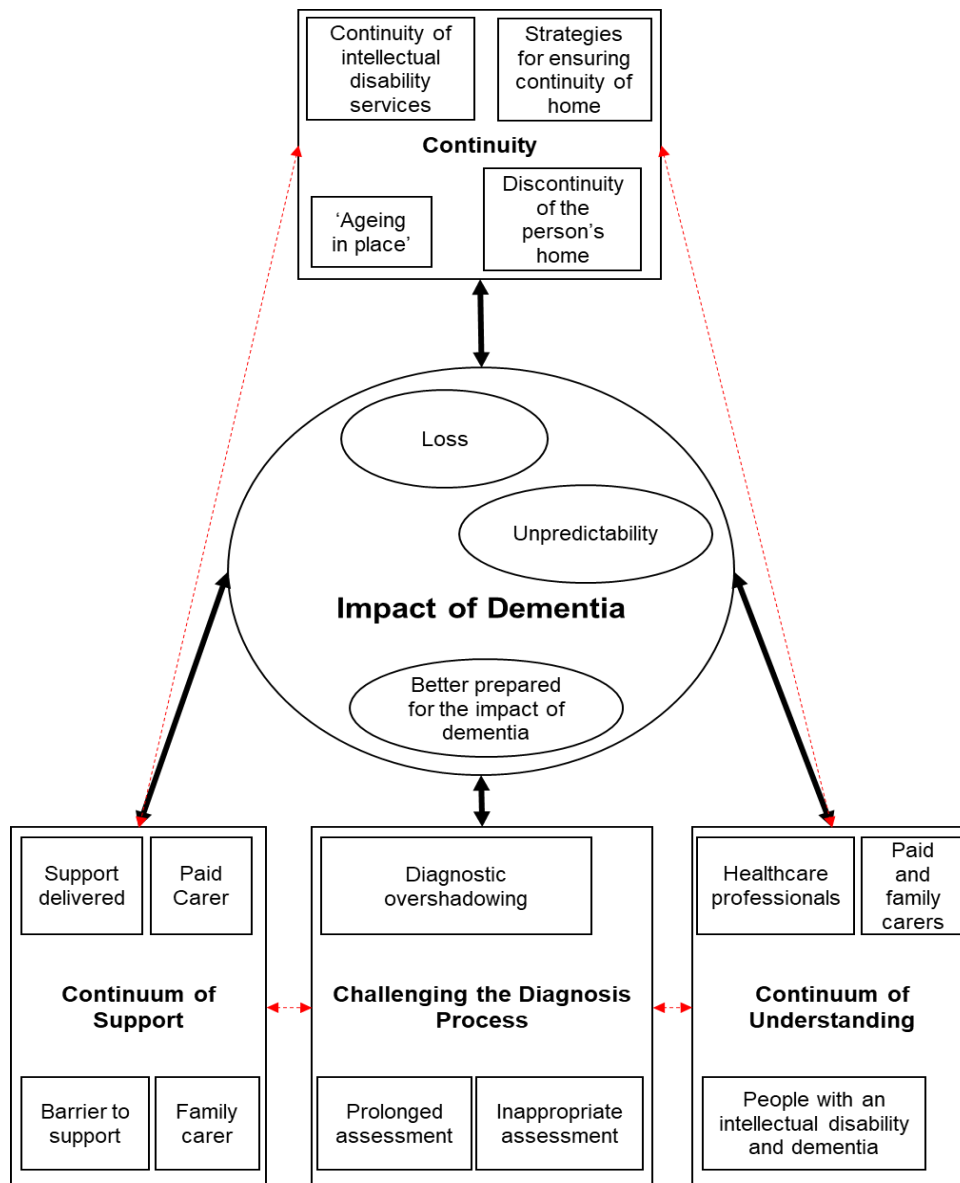 Continuity of
intellectual
disability
services
Strategies
for ensuring
continuity of
home
Continuity
‘Ageing
in place’
Discontinuity
of the
person’s
home
Loss
Unpredictability
Impact of Dementia
Better prepared
for the impact of
dementia
Support
delivered
Paid
Carer
Continuum of
Support
Barrier to
support
Family
carer
Diagnostic
overshadowing
Challenging the Diagnosis
Process
Prolonged
assessment
Inappropriate
assessment
Healthcare
professionals
Paid
and
family
carers
Continuum of
Understanding
People with an
intellectual disability
and dementia